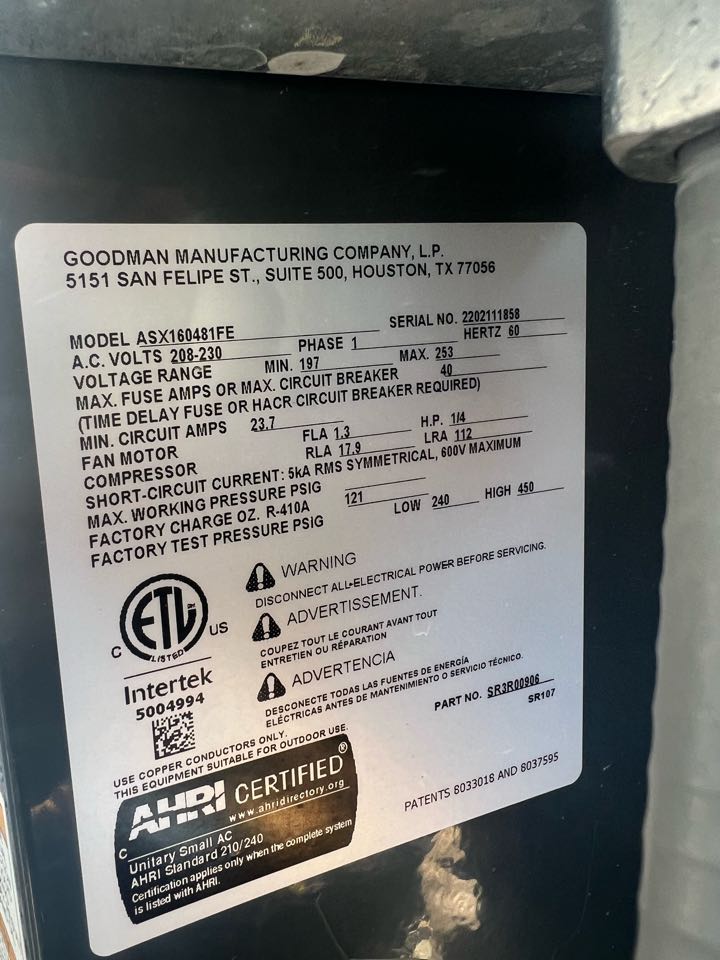 GOODMAN MANUFACTURING COMPANY, L.P.
5151 SAN FELIPE ST., SUITE 500, HOUSTON, TX 77056
MODEL ASX160481FE SERIAL NO. 2202111858
A.C. VOLTS 208-230 PHASE 1 HERTZ 60
VOLTAGE RANGE MIN. 197 MAX. 253
MAX. FUSE AMPS OR MAX. CIRCUIT BREAKER 40
(TIME DELAY FUSE OR HACR CIRCUIT BREAKER REQUIRED)
MIN. CIRCUIT AMPS 23.7
FAN MOTOR FLA 1.3 H.P. 1/4
COMPRESSOR RLA 17.9 LRA 112
SHORT-CIRCUIT CURRENT: 5kA RMS SYMMETRICAL, 600V MAXIMUM
MAX. WORKING PRESSURE PSIG
FACTORY CHARGE OZ. R-410A 121
FACTORY TEST PRESSURE PSIG LOW 240 HIGH 450
WARNING
DISCONNECT ALL ELECTRICAL POWER BEFORE SERVICING.
ADVERTISSEMENT.
COUPEZ TOUT LE COURANT AVANT TOUT
ENTRETIEN OU RÉPARATION
ADVERTENCIA
DESCONECTE TODAS LAS FUENTES DE ENERGÍA
ELÉCTRICAS ANTES DE MANTENIMIENTO O SERVICIO TÉCNICO.
C ETL US
LISTED
Intertek
5004994
PART NO. SR3R00906
SR107
USE COPPER CONDUCTORS ONLY.
THIS EQUIPMENT SUITABLE FOR OUTDOOR USE.
C AHRI CERTIFIED®
www.ahridirectory.org
Unitary Small AC
AHRI Standard 210/240
Certification applies only when the complete system
is listed with AHRI.
PATENTS 8033018 AND 8037595